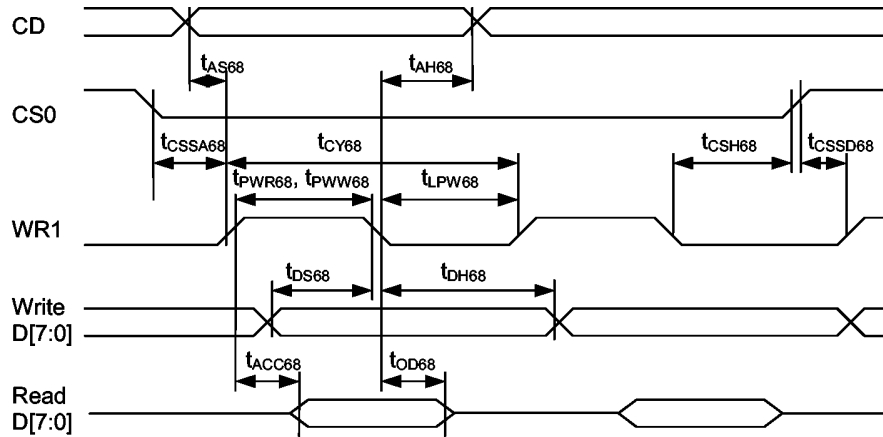 CD
tAS68
tAH68
CS0
tCSSA68
tCY68
tCSH68
tCSSD68
tPWR68, tPWW68
tLPW68
WR1
tDS68
tDH68
Write
D[7:0]
tACC68
tOD68
Read
D[7:0]